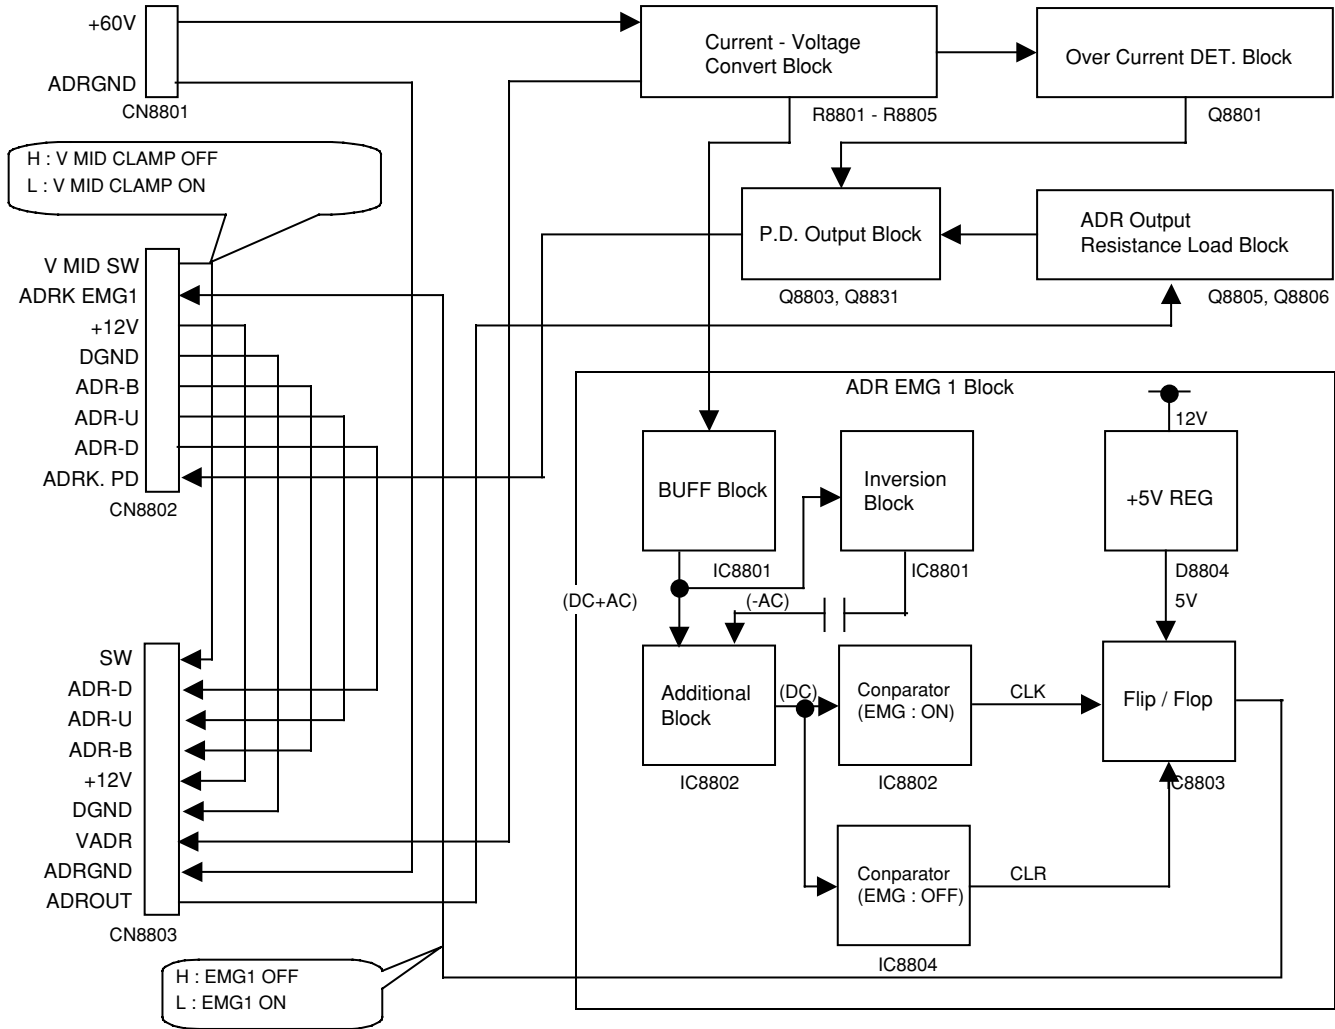 +60V
ADRGND
CN8801
Current - Voltage
Convert Block
R8801 - R8805
Over Current DET. Block
Q8801
H : V MID CLAMP OFF
L : V MID CLAMP ON
P.D. Output Block
Q8803, Q8831
ADR Output
Resistance Load Block
Q8805, Q8806
V MID SW
ADRK EMG1
+12V
DGND
ADR-B
ADR-U
ADR-D
ADRK. PD
CN8802
ADR EMG 1 Block
BUFF Block
IC8801
Inversion
Block
IC8801
12V
+5V REG
D8804
5V
(DC+AC)
(-AC)
Additional
Block
IC8802
(DC)
Conparator
(EMG : ON)
IC8802
CLK
Flip / Flop
IC8803
Conparator
(EMG : OFF)
IC8804
CLR
SW
ADR-D
ADR-U
ADR-B
+12V
DGND
VADR
ADRGND
ADROUT
CN8803
H : EMG1 OFF
L : EMG1 ON